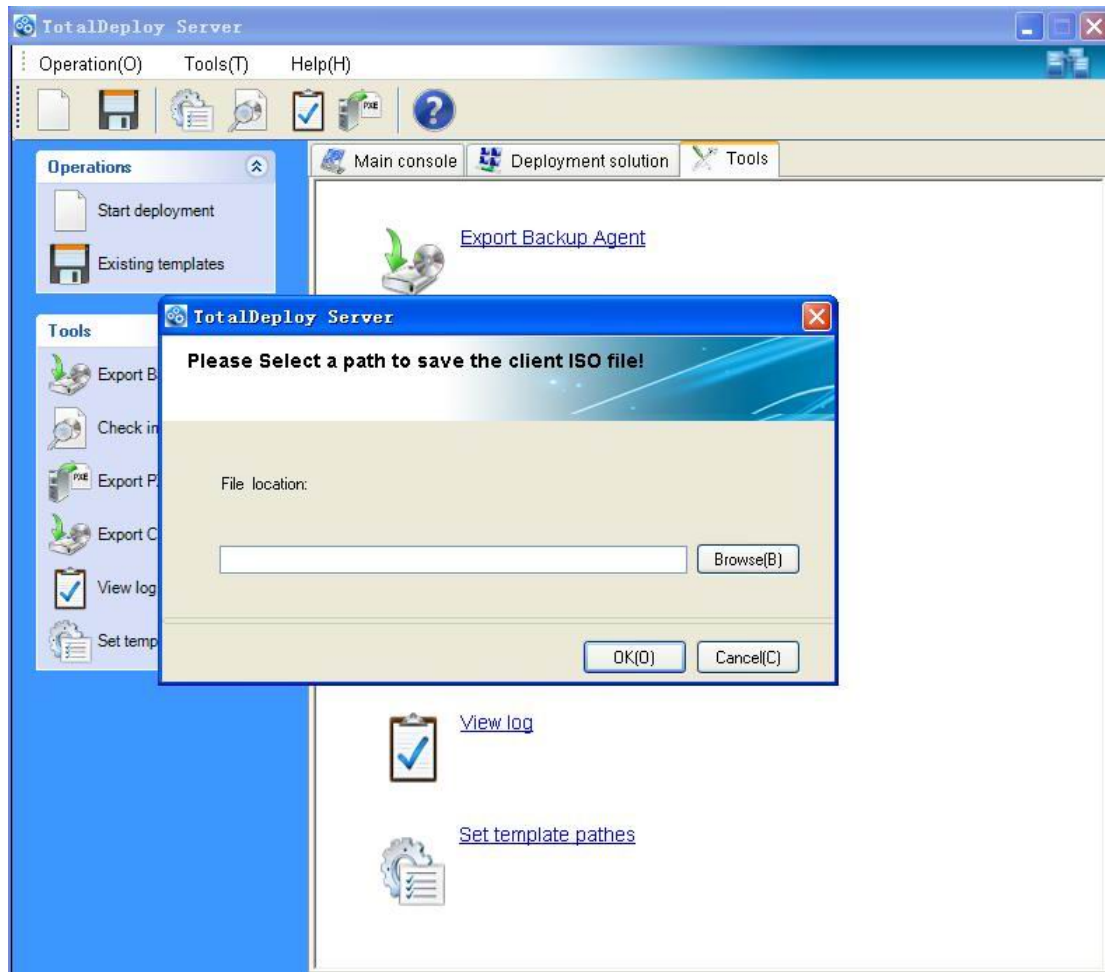 TotalDeploy Server
Operation(O) Tools(T) Help(H)
PXE
Operations
Start deployment
Existing templates
Tools
Export B
Check in
PXE
Export P
Export C
View log
Set temp
Main console Deployment solution Tools
Export Backup Agent
TotalDeploy Server
Please Select a path to save the client ISO file!
File location:
Browse(B)
OK(O) Cancel(C)
View log
Set template pathes